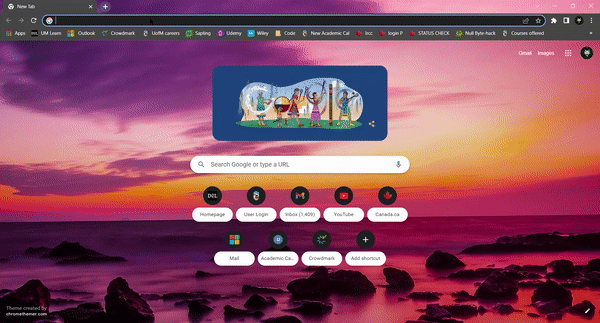 New Tab
Apps UM Learn Outlook Crowdmark UofM careers Sapling Udemy Wiley Code New Academic Cal Ircc login P STATUS CHECK Null Byte-hack Courses offered
Gmail Images
Search Google or type a URL
Homepage User Login Inbox (1,409) YouTube Canada.ca
Mail Academic Ca... Crowdmark Add shortcut
Theme created by
chromethemer.com